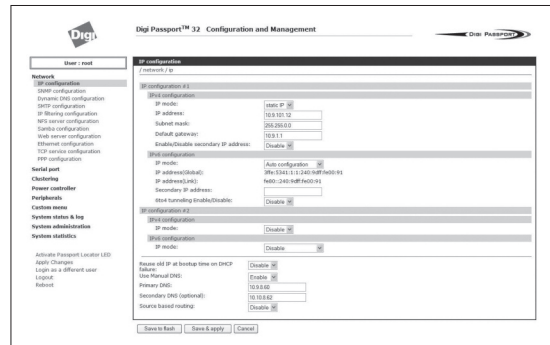 Digi
Digi Passport™ 32 Configuration and Management
DIGI PASSPORT
User : root
Network
IP configuration
SNMP configuration
Dynamic DNS configuration
SMTP configuration
IP filtering configuration
NFS server configuration
Samba configuration
Web server configuration
Ethernet configuration
TCP service configuration
PPP configuration
Serial port
Clustering
Power controller
Peripherals
Custom menu
System status & log
System administration
System statistics
Activate Passport Locator LED
Apply Changes
Login as a different user
Logout
Reboot
IP configuration
/ network / ip
IP configuration #1
IPv4 configuration
IP mode: static IP
IP address: 10.9.101.12
Subnet mask: 255.255.0.0
Default gateway: 10.9.1.1
Enable/Disable secondary IP address: Disable
IPv6 configuration
IP mode: Auto configuration
IP address(Global): 3ffe:5341:1:1:240:9dff:fe00:91
IP address(Link): fe80::240:9dff:fe00:91
Secondary IP address:
6to4 tunneling Enable/Disable: Disable
IP configuration #2
IPv4 configuration
IP mode: Disable
IPv6 configuration
IP mode: Disable
Reuse old IP at bootup time on DHCP failure: Disable
Use Manual DNS: Enable
Primary DNS: 10.9.8.60
Secondary DNS (optional): 10.10.8.62
Source based routing: Disable
Save to flash Save & apply Cancel